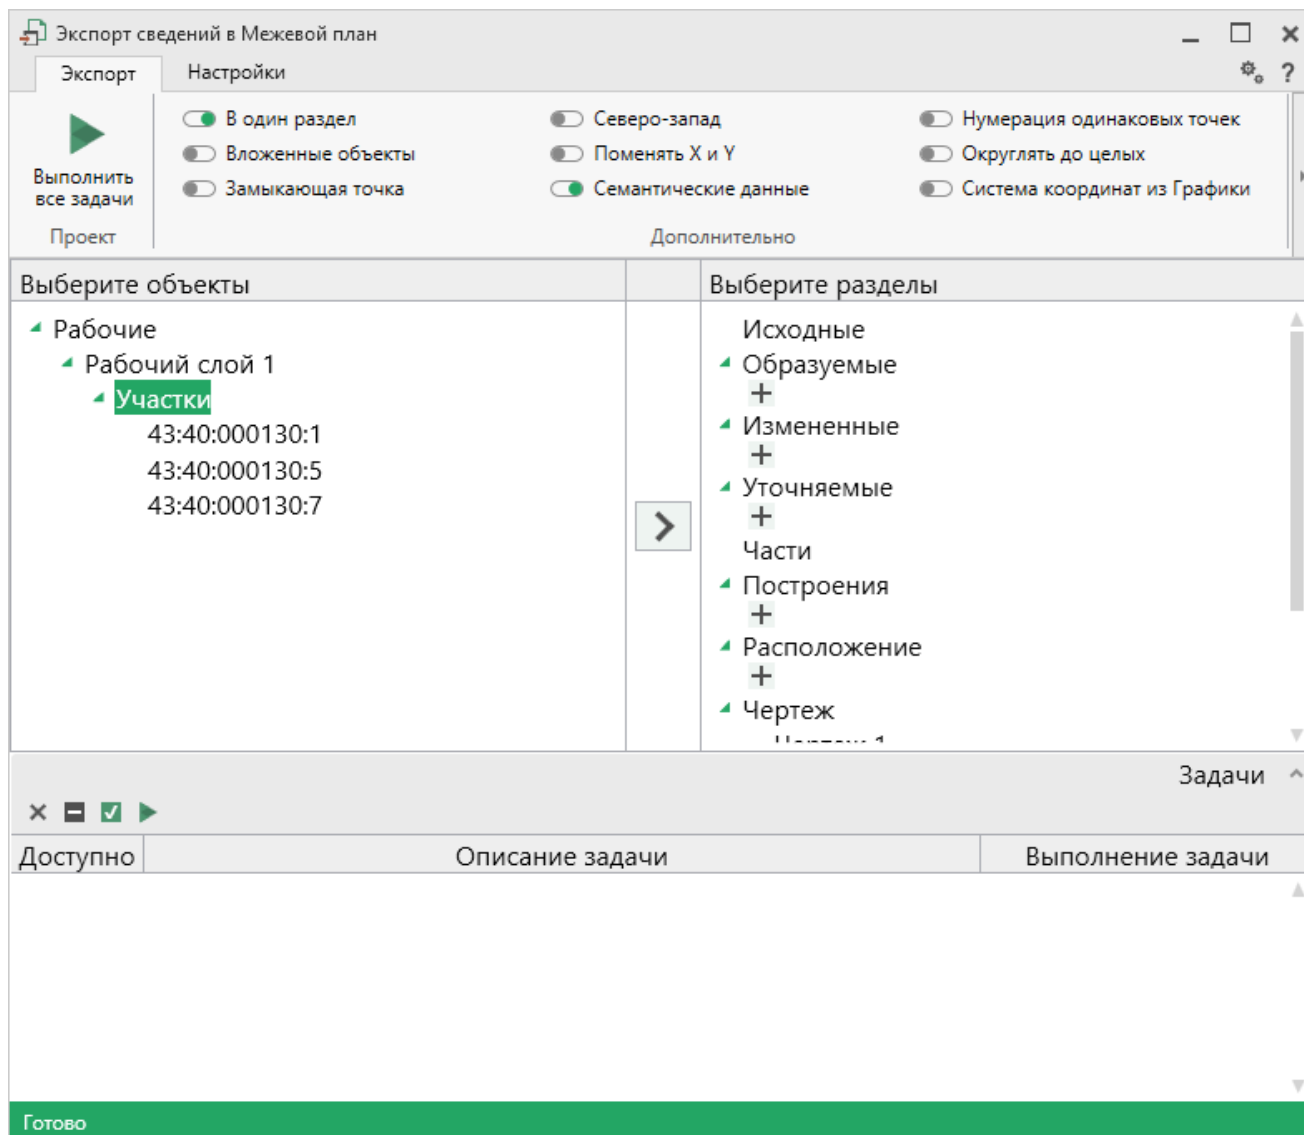 Экспорт сведений в Межевой план
Экспорт
Настройки
?
Выполнить
все задачи
Проект
В один раздел
Вложенные объекты
Замыкающая точка
Северо-запад
Поменять X и Y
Семантические данные
Нумерация одинаковых точек
Округлять до целых
Система координат из Графики
Дополнительно
Выберите объекты
Рабочие
Рабочий слой 1
Участки
43:40:000130:1
43:40:000130:5
43:40:000130:7
Выберите разделы
Исходные
Образуемые
Измененные
Уточняемые
Части
Построения
Расположение
Чертеж
Задачи
Доступно
Описание задачи
Выполнение задачи
Готово